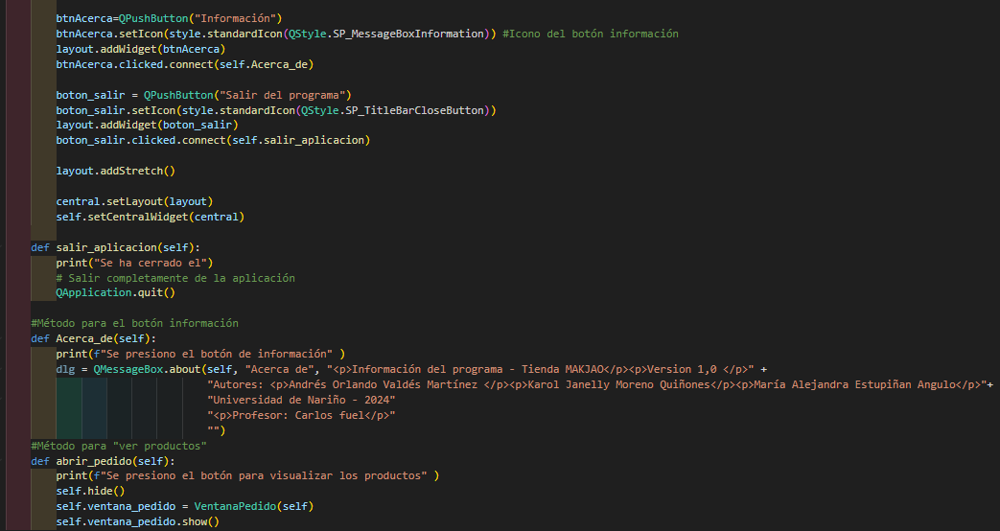 btnAcerca=QPushButton("Información")
btnAcerca.setIcon(style.standardIcon(QStyle.SP_MessageBoxInformation)) #Icono del botón información
layout.addWidget(btnAcerca)
btnAcerca.clicked.connect(self.Acerca_de)
boton_salir = QPushButton("Salir del programa")
boton_salir.setIcon(style.standardIcon(QStyle.SP_TitleBarCloseButton))
layout.addWidget(boton_salir)
boton_salir.clicked.connect(self.salir_aplicacion)
layout.addStretch()
central.setLayout(layout)
self.setCentralWidget(central)
def salir_aplicacion(self):
print("Se ha cerrado el")
# Salir completamente de la aplicación
QApplication.quit()
#Método para el botón información
def Acerca_de(self):
print(f"Se presiono el botón de información" )
dlg = QMessageBox.about(self, "Acerca de", "<p>Información del programa - Tienda MAKJAO</p><p>Version 1,0 </p>" +
"Autores: <p>Andrés Orlando Valdés Martínez </p><p>Karol Janelly Moreno Quiñones</p><p>María Alejandra Estupiñan Angulo</p>"+
"Universidad de Nariño - 2024"
"<p>Profesor: Carlos fuel</p>"
"")
#Método para "ver productos"
def abrir_pedido(self):
print(f"Se presiono el botón para visualizar los productos" )
self.hide()
self.ventana_pedido = VentanaPedido(self)
self.ventana_pedido.show()